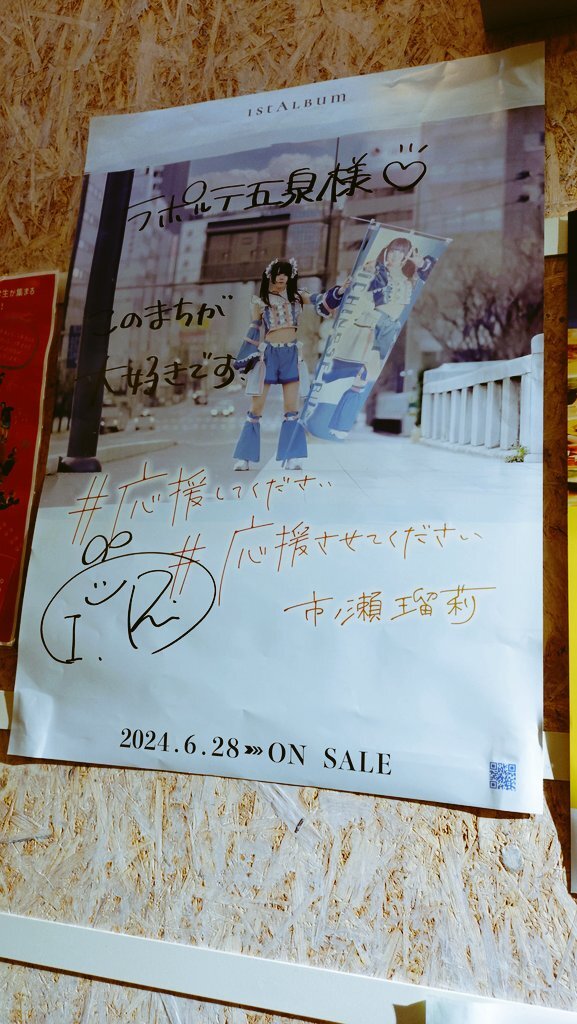 1st Album
ラポルテ五泉様♡
このまちが
大好きです!
#応援してください
#応援させてください
市ノ瀬瑠莉
I. Ru.
2024.6.28 >>> ON SALE